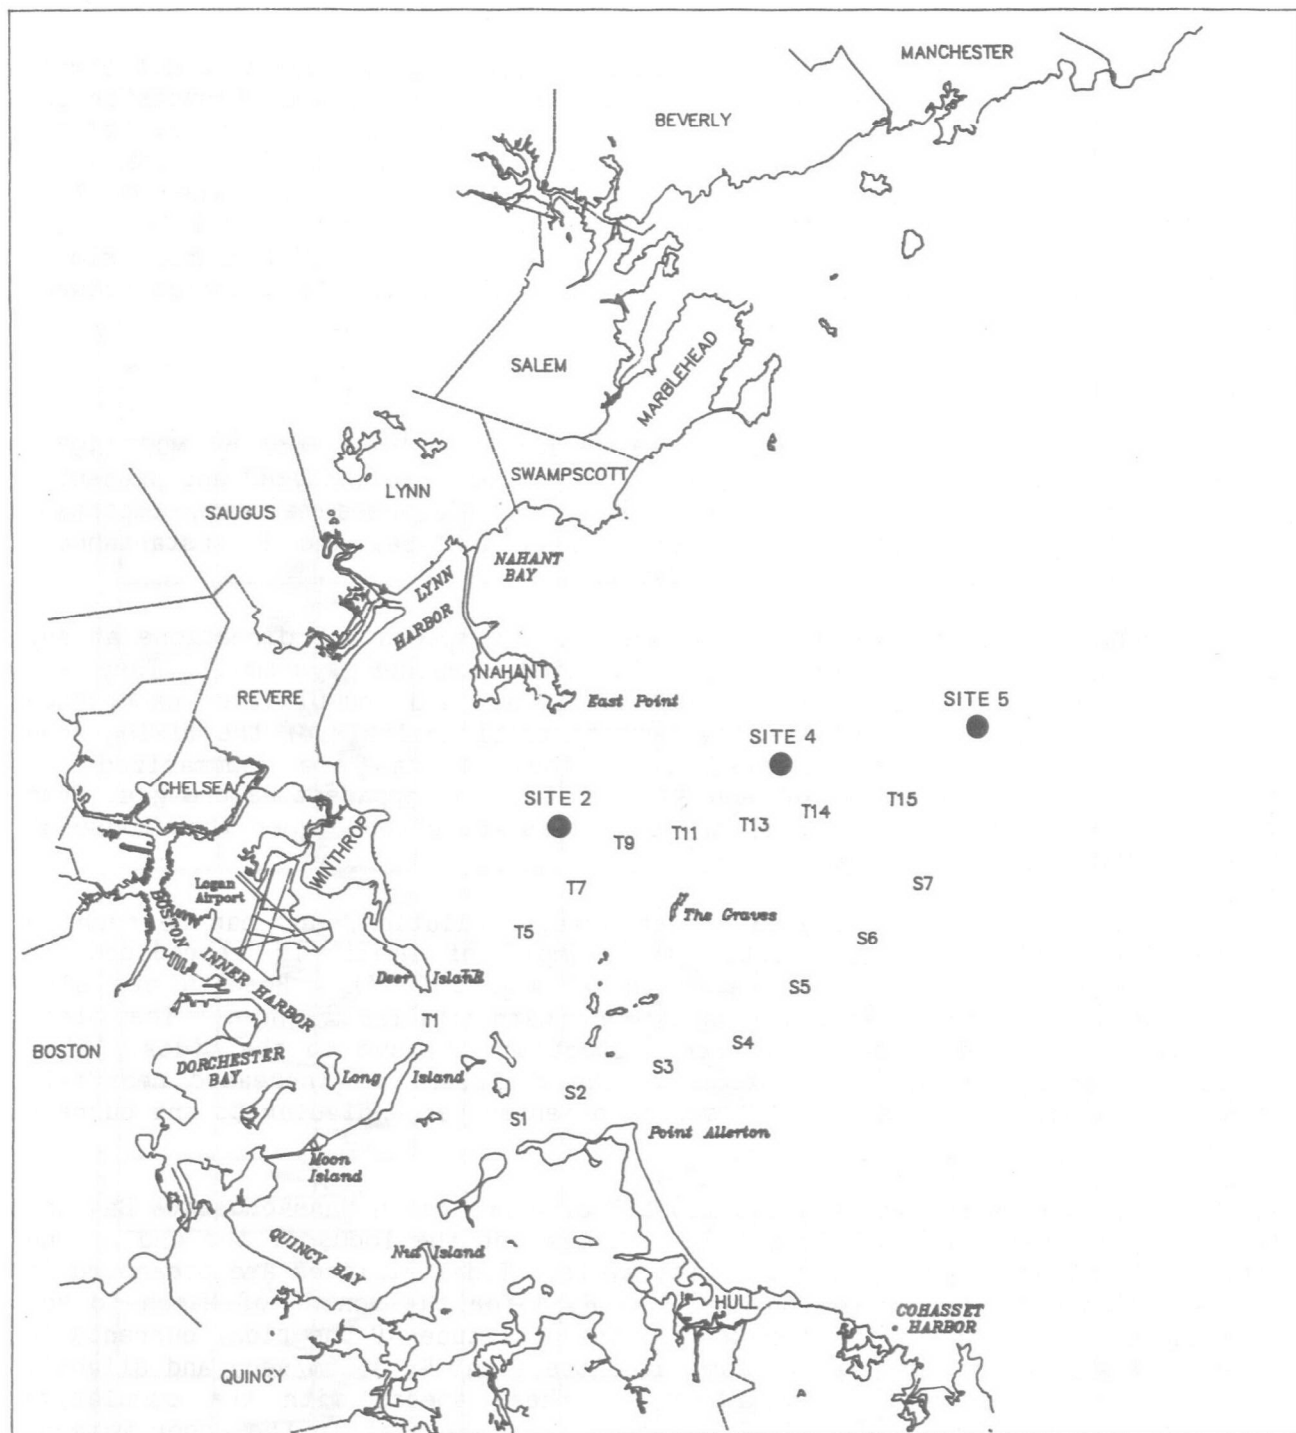 MANCHESTER
BEVERLY
SALEM
MARBLEHEAD
SWAMPSCOTT
LYNN
SAUGUS
NAHANT
BAY
LYNN
HARBOR
NAHANT
REVERE
East Point
SITE 5
SITE 4
CHELSEA
SITE 2
T15
T14
T13
T11
T9
WINTHROP
Logan
Airport
T7
S7
The Graves
BOSTON INNER HARBOR
T5
S6
Deer Island
S5
T1
BOSTON
S4
DORCHESTER
BAY
Long Island
S3
S2
S1
Point Allerton
Moon
Island
QUINCY BAY
Nut Island
HULL
COHASSET
HARBOR
QUINCY